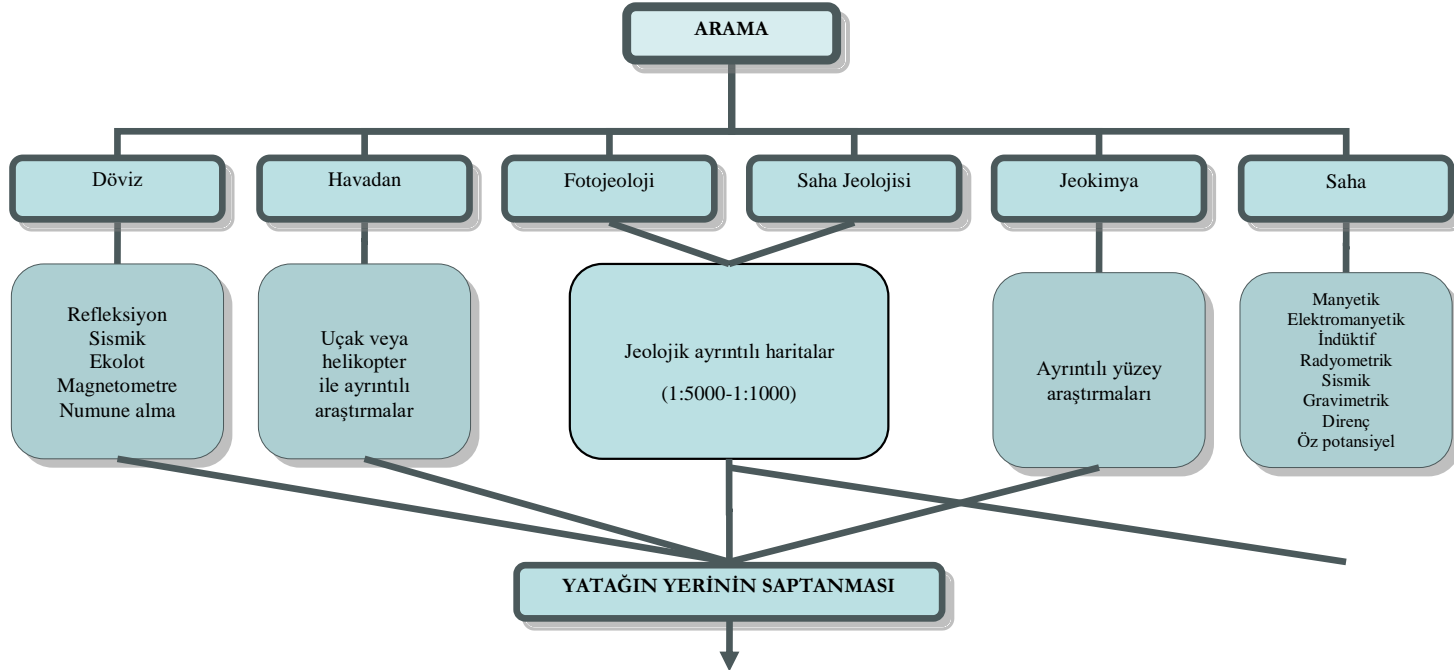 ARAMA
Döviz
Havadan
Fotojeoloji
Saha Jeolojisi
Jeokimya
Saha
Refleksiyon
Sismik
Ekolot
Magnetometre
Numune alma
Uçak veya
helikopter
ile ayrıntılı
araştırmalar
Jeolojik ayrıntılı haritalar
(1:5000-1:1000)
Ayrıntılı yüzey
araştırmaları
Manyetik
Elektromanyetik
İndüktif
Radyometrik
Sismik
Gravimetrik
Direnç
Öz potansiyel
YATAĞIN YERİNİN SAPTANMASI